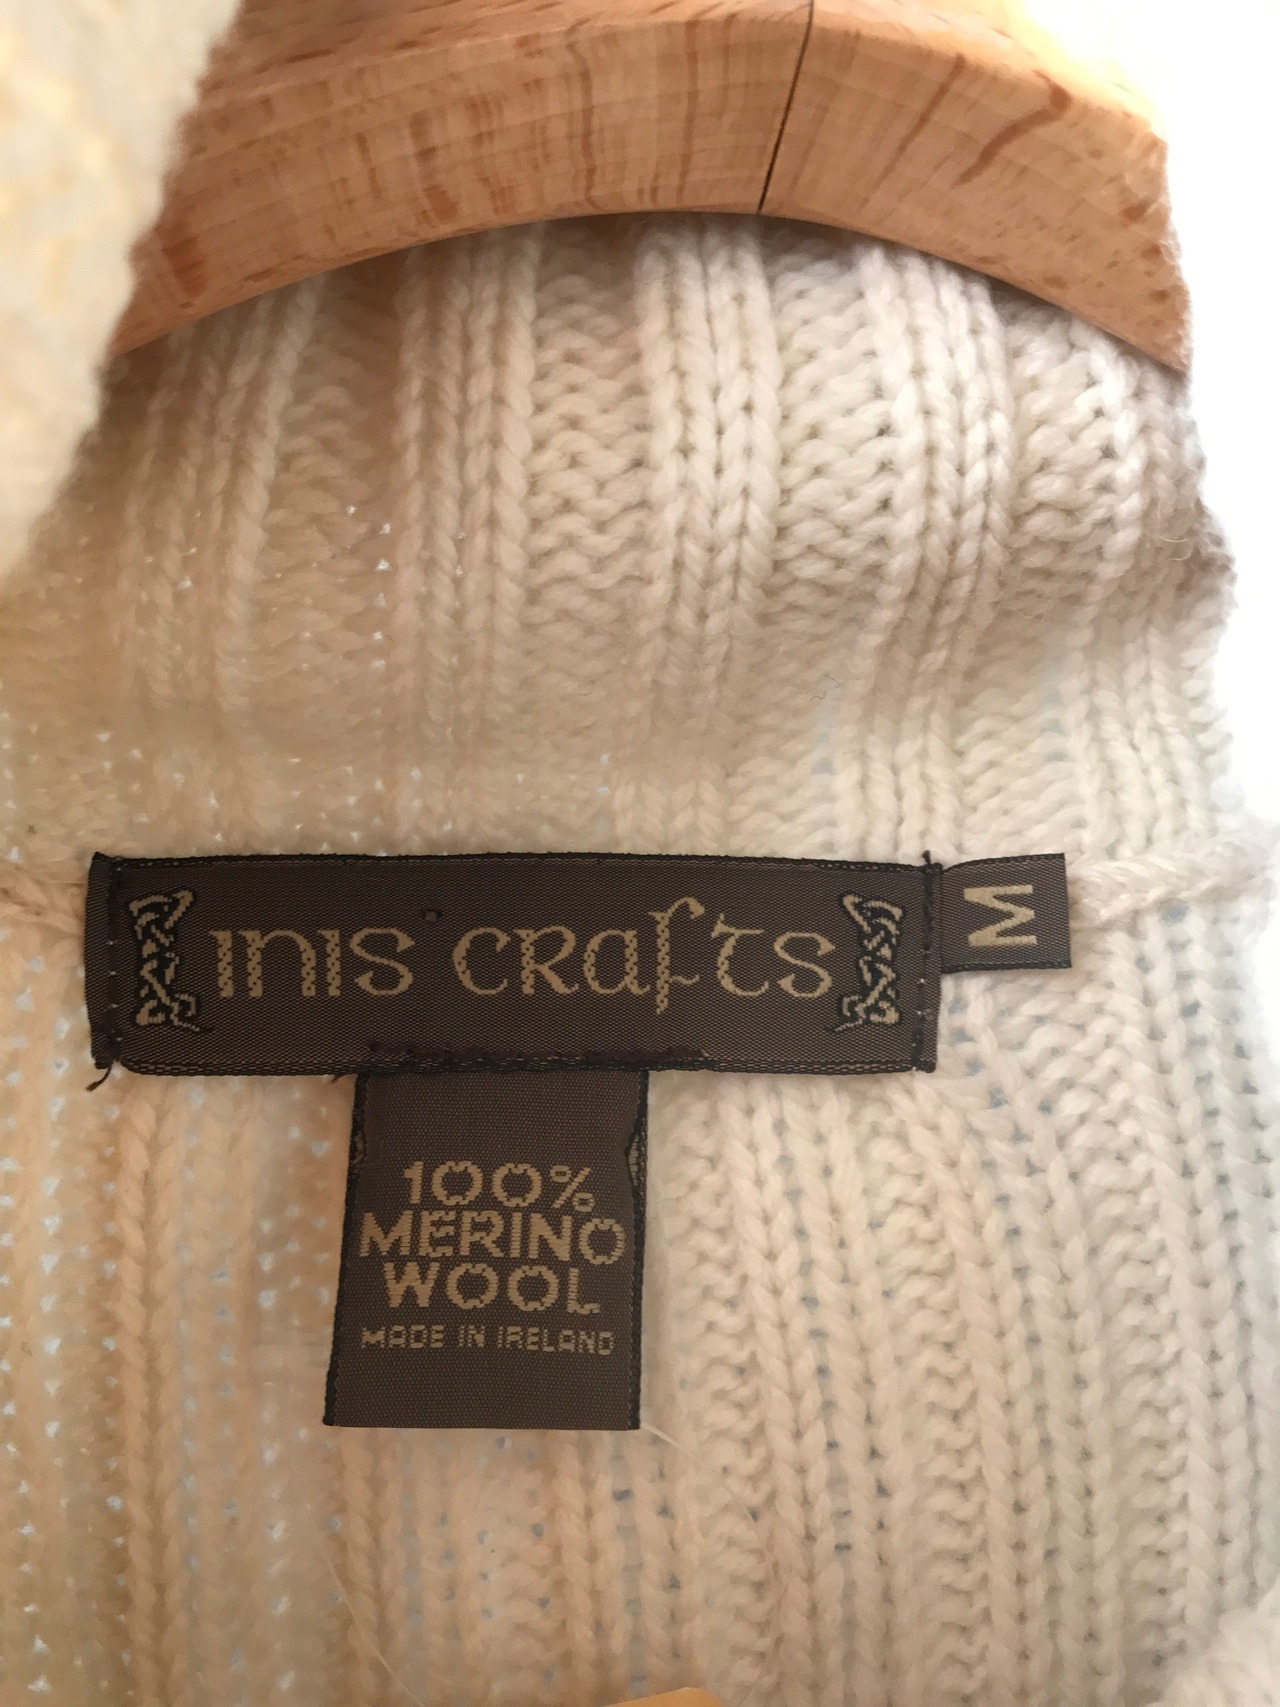 INIS CRAFTS
M
100%
MERINO
WOOL
MADE IN IRELAND